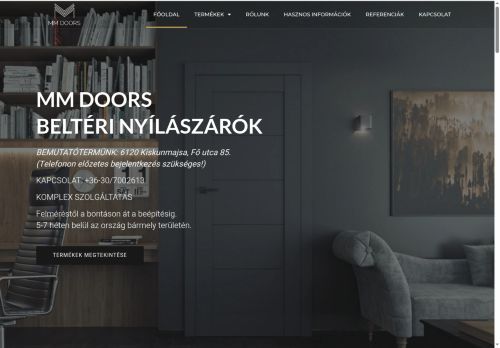 MM DOORS
FŐOLDAL TERMÉKEK RÓLUNK HASZNOS INFORMÁCIÓK REFERENCIÁK KAPCSOLAT
MM DOORS
BELTÉRI NYÍLÁSZÁRÓK
BEMUTATÓTERMÜNK: 6120 Kiskunmajsa, Fő utca 85.
(Telefonon előzetes bejelentkezés szükséges!)
KAPCSOLAT: +36-30/7002613
KOMPLEX SZOLGÁLTATÁS
Felméréstől a bontáson át a beépítésig.
5-7 héten belül az ország bármely területén.
TERMÉKEK MEGTEKINTÉSE